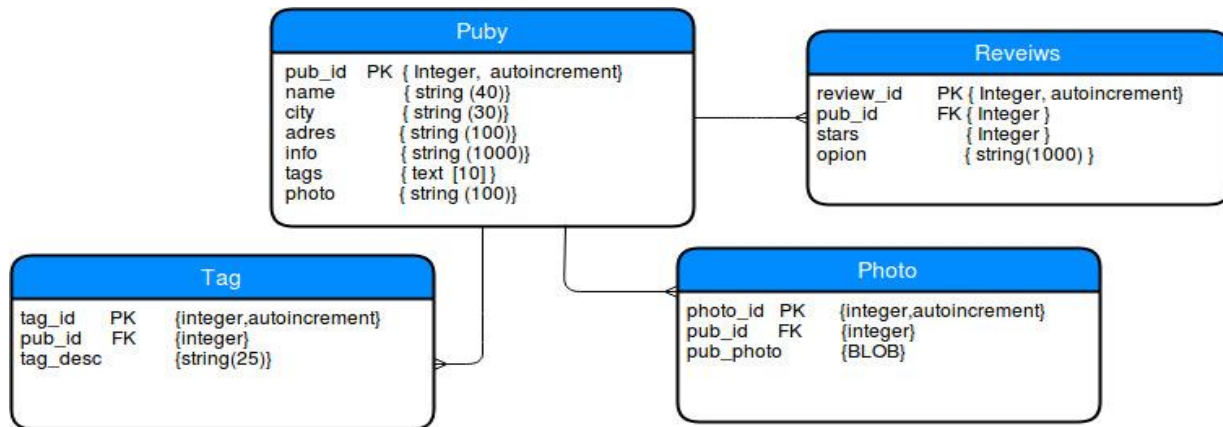 Puby
pub_id PK { Integer, autoincrement}
name { string (40)}
city { string (30)}
adres { string (100)}
info { string (1000)}
tags { text [10] }
photo { string (100)}
Reveiws
review_id PK { Integer, autoincrement}
pub_id FK { Integer }
stars { Integer }
opion { string(1000) }
Tag
tag_id PK {integer,autoincrement}
pub_id FK {integer}
tag_desc {string(25)}
Photo
photo_id PK {integer,autoincrement}
pub_id FK {integer}
pub_photo {BLOB}